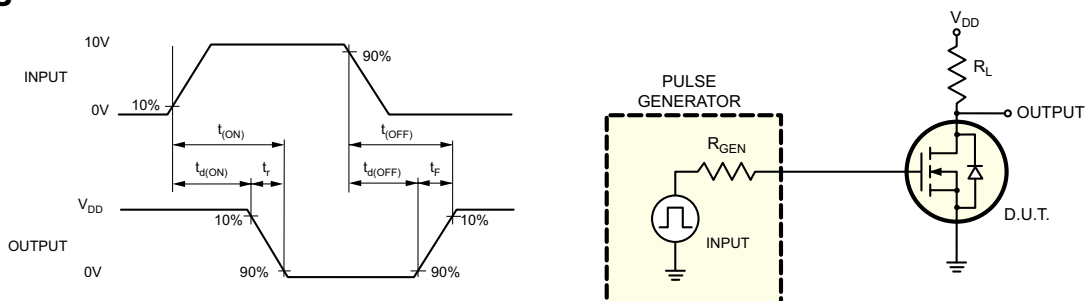 10V
INPUT
0V
10%
90%
t(ON)
t(OFF)
td(ON)
tr
td(OFF)
tF
VDD
OUTPUT
0V
10%
90%
10%
90%
PULSE
GENERATOR
RGEN
INPUT
VDD
RL
OUTPUT
D.U.T.